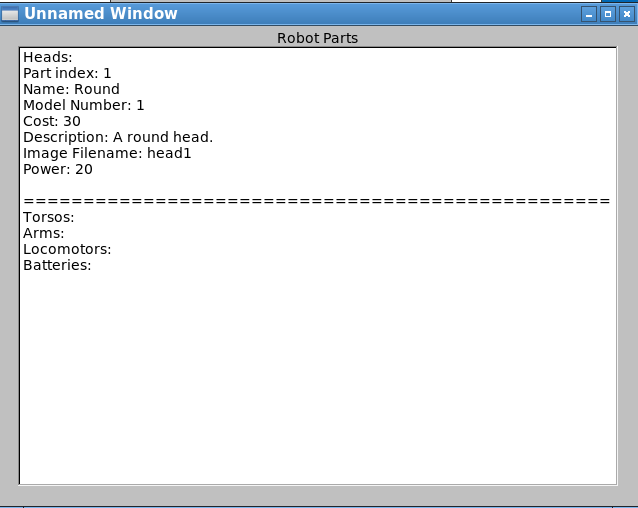 Unnamed Window
Robot Parts
Heads:
Part index: 1
Name: Round
Model Number: 1
Cost: 30
Description: A round head.
Image Filename: head1
Power: 20
=================================================
Torsos:
Arms:
Locomotors:
Batteries: